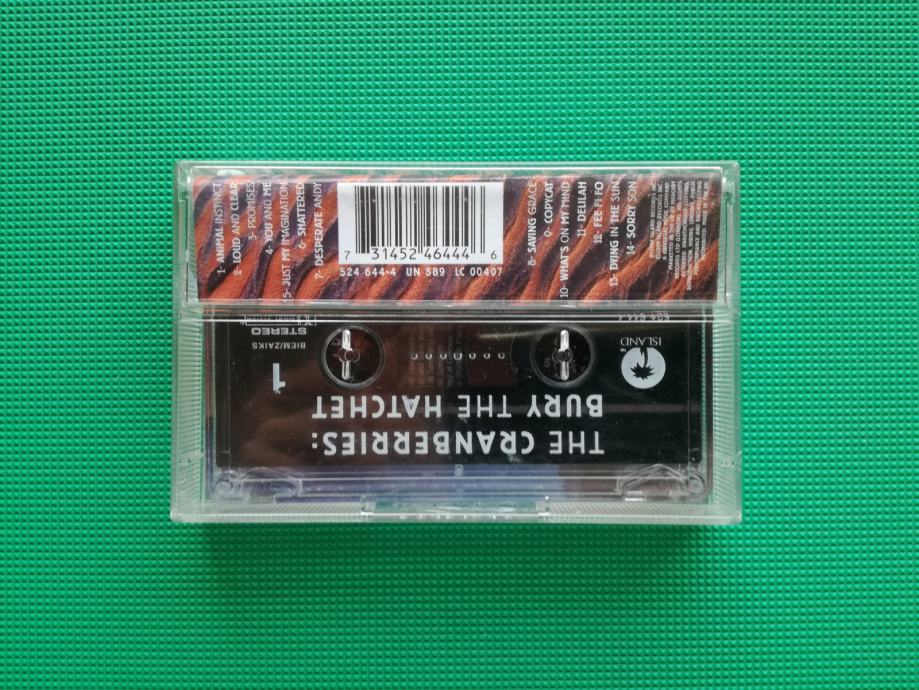 1- ANIMAL INSTINCT
2- LOUD AND CLEAR
3- PROMISES
4- YOU AND ME
5- JUST MY IMAGINATION
6- SHATTERED
7- DESPERATE ANDY
7 31452 46444 6
524 644-4 UN 589 LC 00407
8- SAVING GRACE
9- COPYCAT
10- WHAT'S ON MY MIND
11- DELILAH
12- FEE FI FO
13- DYING IN THE SUN
14- SORRY SON
THE CRANBERRIES:
BURY THE HATCHET
ISLAND
1
STEREO
BIEM/ZAIKS
524 644-4